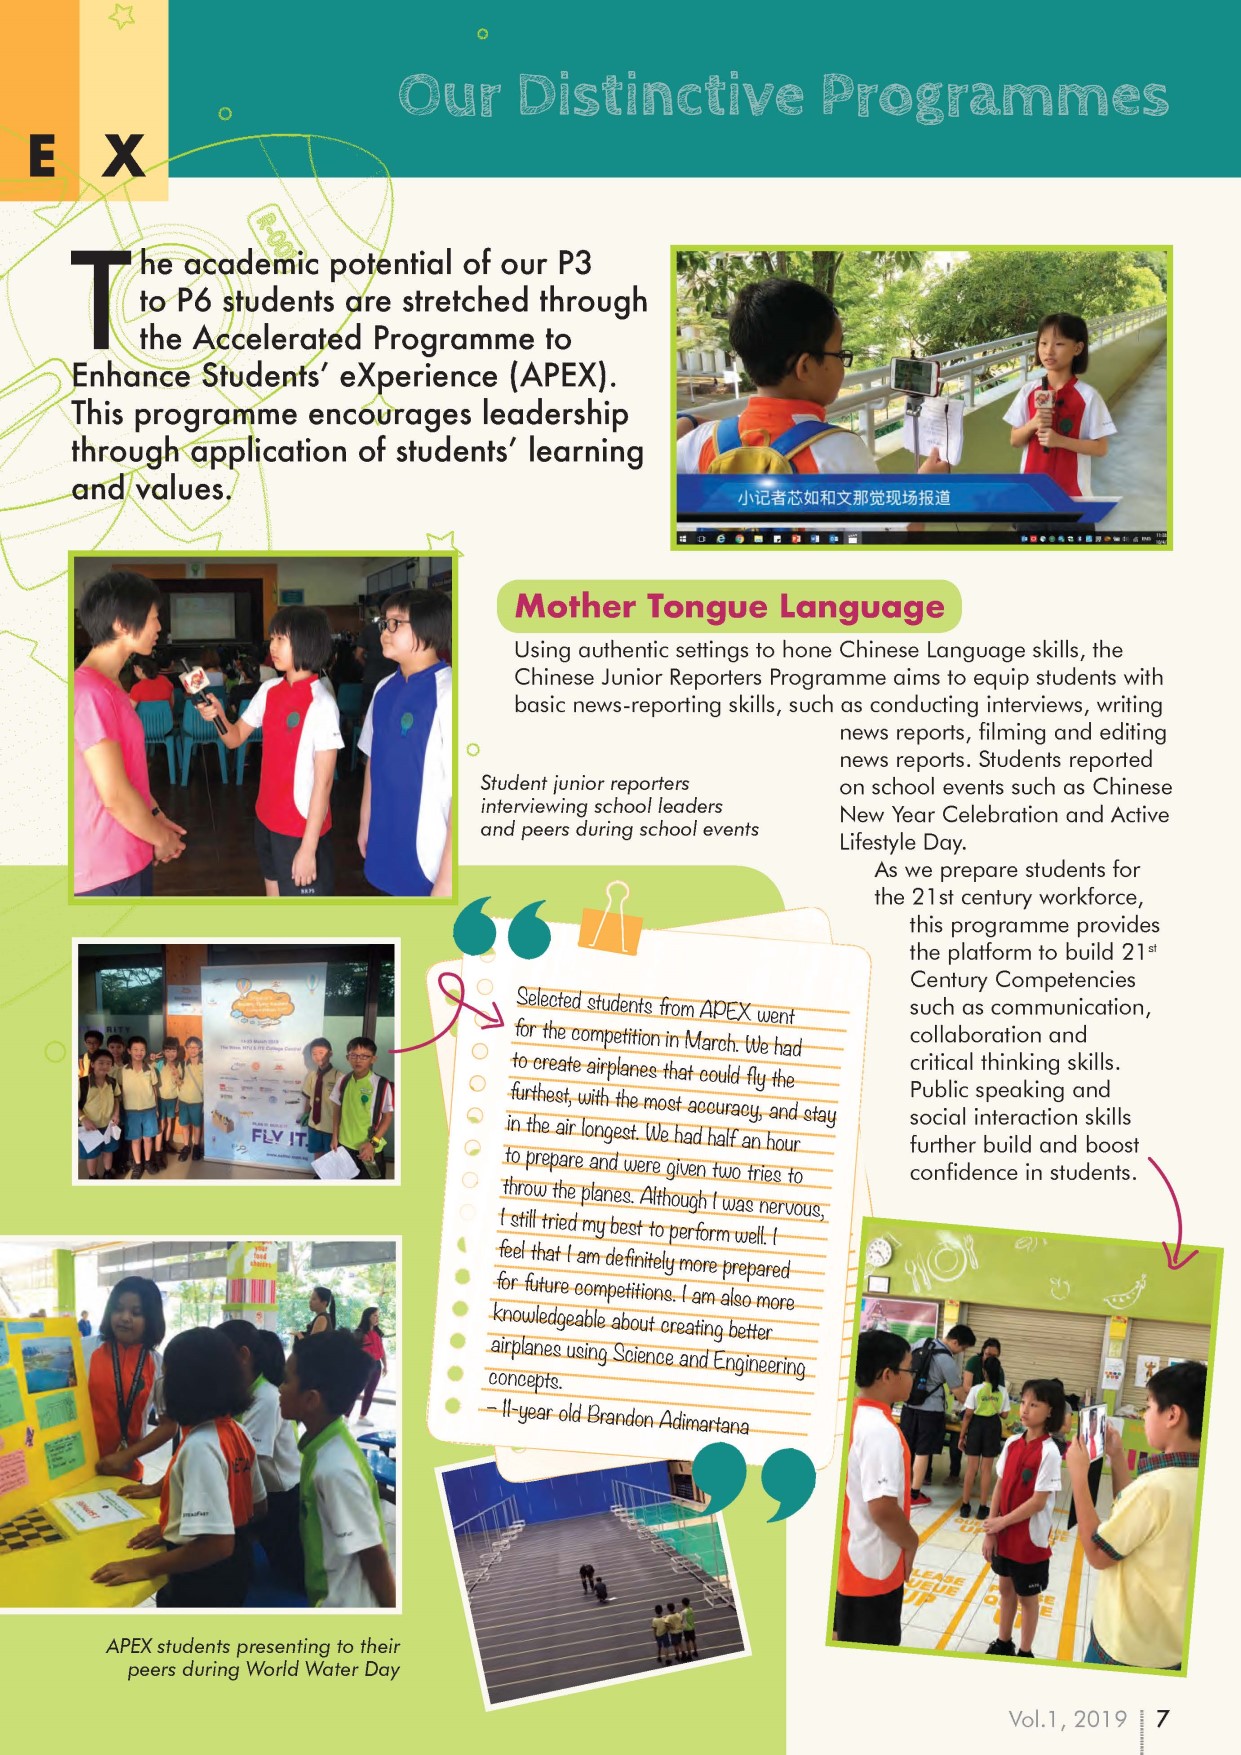 Our Distinctive Programmes
E X
The academic potential of our P3
to P6 students are stretched through
the Accelerated Programme to
Enhance Students' eXperience (APEX).
This programme encourages leadership
through application of students' learning
and values.
小记者芯如和文那觉现场报道
Mother Tongue Language
Using authentic settings to hone Chinese Language skills, the
Chinese Junior Reporters Programme aims to equip students with
basic news-reporting skills, such as conducting interviews, writing
news reports, filming and editing
news reports. Students reported
on school events such as Chinese
New Year Celebration and Active
Lifestyle Day.
As we prepare students for
the 21st century workforce,
this programme provides
the platform to build 21st
Century Competencies
such as communication,
collaboration and
critical thinking skills.
Public speaking and
social interaction skills
further build and boost
confidence in students.
Student junior reporters
interviewing school leaders
and peers during school events
Selected students from APEX went
for the competition in March. We had
to create airplanes that could fly the
furthest, with the most accuracy, and stay
in the air longest. We had half an hour
to prepare and were given two tries to
throw the planes. Although I was nervous,
I still tried my best to perform well. I
feel that I am definitely more prepared
for future competitions. I am also more
knowledgeable about creating better
airplanes using Science and Engineering
concepts.
– 11-year old Brandon Adimartana
FLY IT
PLEASE
QUEUE
UP
APEX students presenting to their
peers during World Water Day
Vol.1, 2019 7